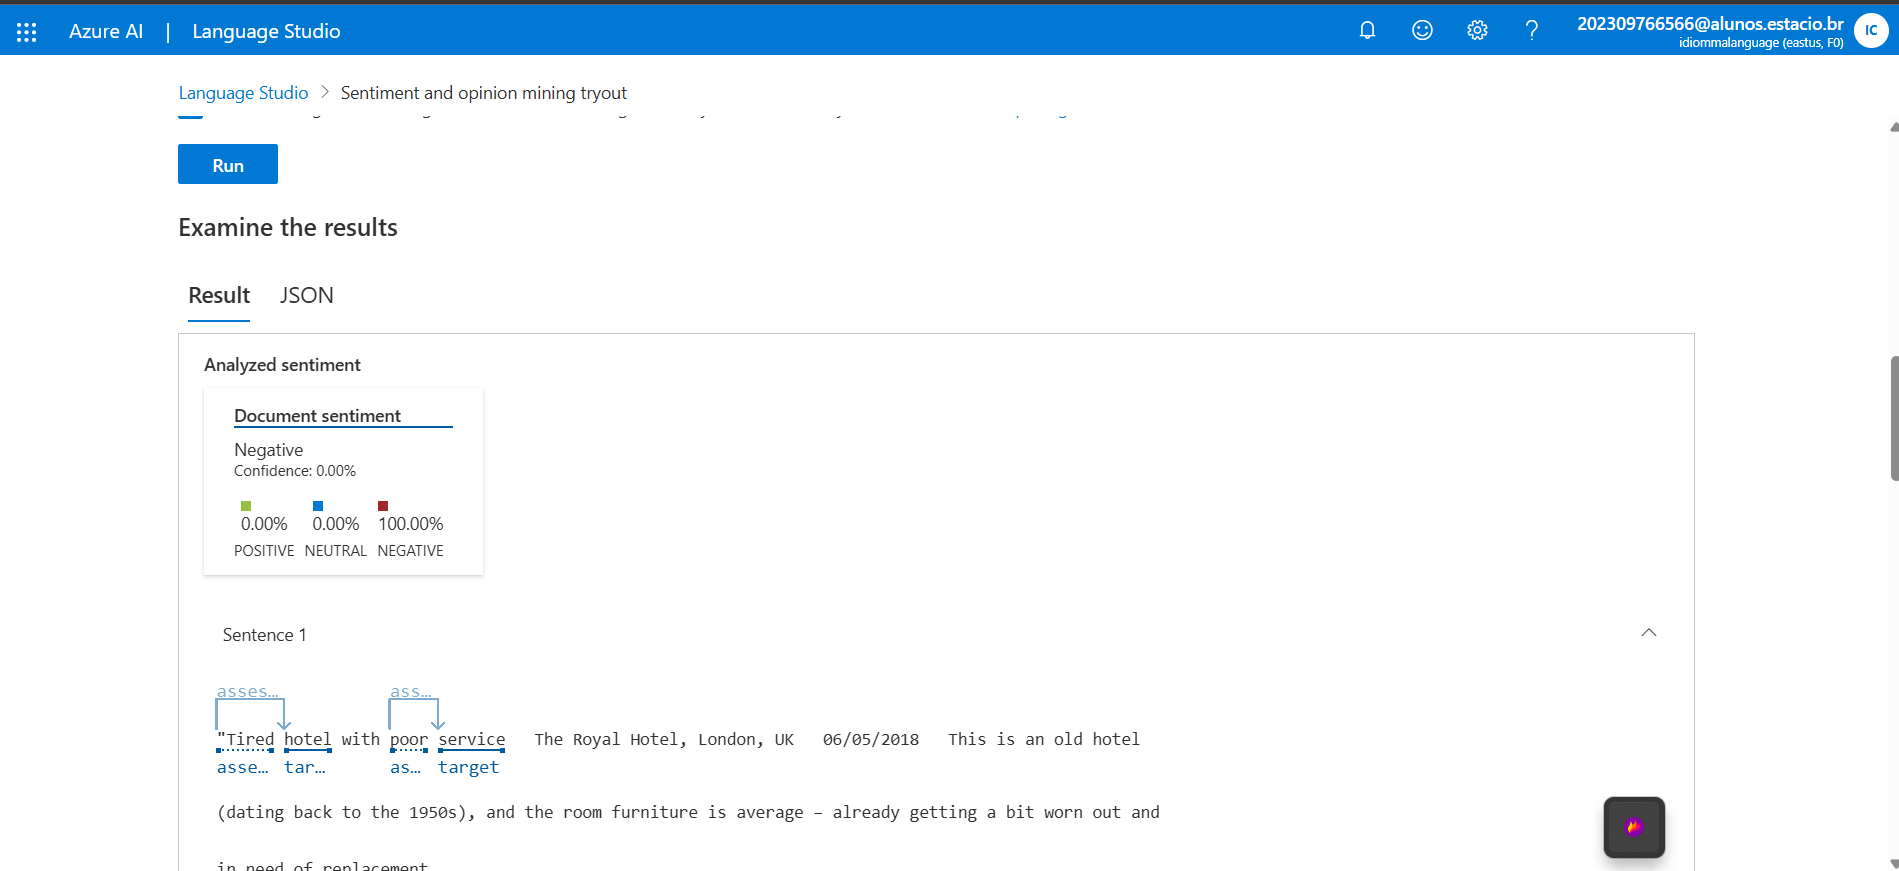 Azure AI | Language Studio
202309766566@alunos.estacio.br
idiommalanguage (eastus, F0)
IC
Language Studio > Sentiment and opinion mining tryout
Run
Examine the results
Result JSON
Analyzed sentiment
Document sentiment
Negative
Confidence: 0.00%
0.00% 0.00% 100.00%
POSITIVE NEUTRAL NEGATIVE
Sentence 1
asses... ass...
"Tired hotel with poor service The Royal Hotel, London, UK 06/05/2018 This is an old hotel
asse... tar... as... target
(dating back to the 1950s), and the room furniture is average – already getting a bit worn out and
in need of replacement